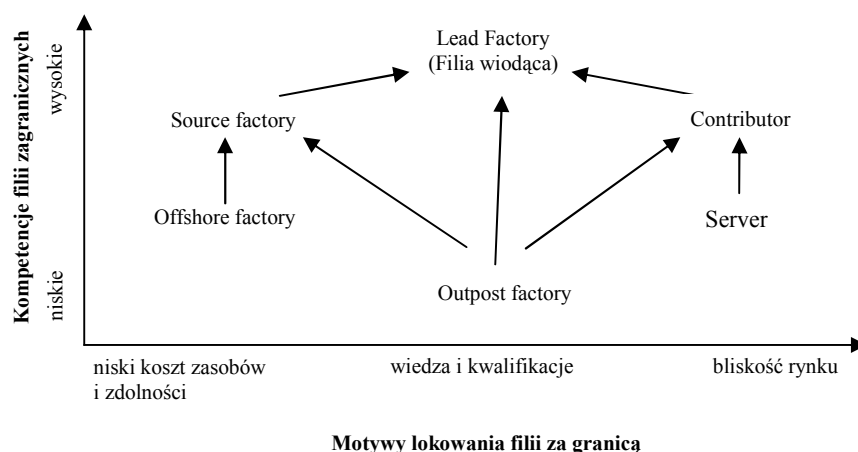 Kompetencje filii zagranicznych
wysokie
niskie
Lead Factory
(Filia wiodąca)
Source factory
Contributor
Offshore factory
Server
Outpost factory
niski koszt zasobów
i zdolności
wiedza i kwalifikacje
bliskość rynku
Motywy lokowania filii za granicą